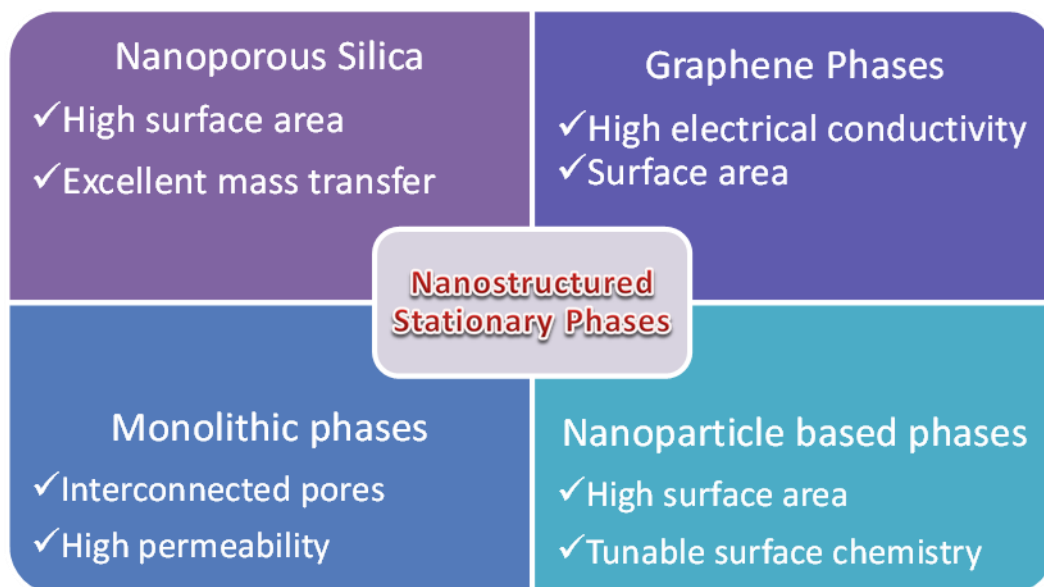 Nanoporous Silica
✓High surface area
✓Excellent mass transfer
Graphene Phases
✓High electrical conductivity
✓Surface area
Nanostructured
Stationary Phases
Monolithic phases
✓Interconnected pores
✓High permeability
Nanoparticle based phases
✓High surface area
✓Tunable surface chemistry